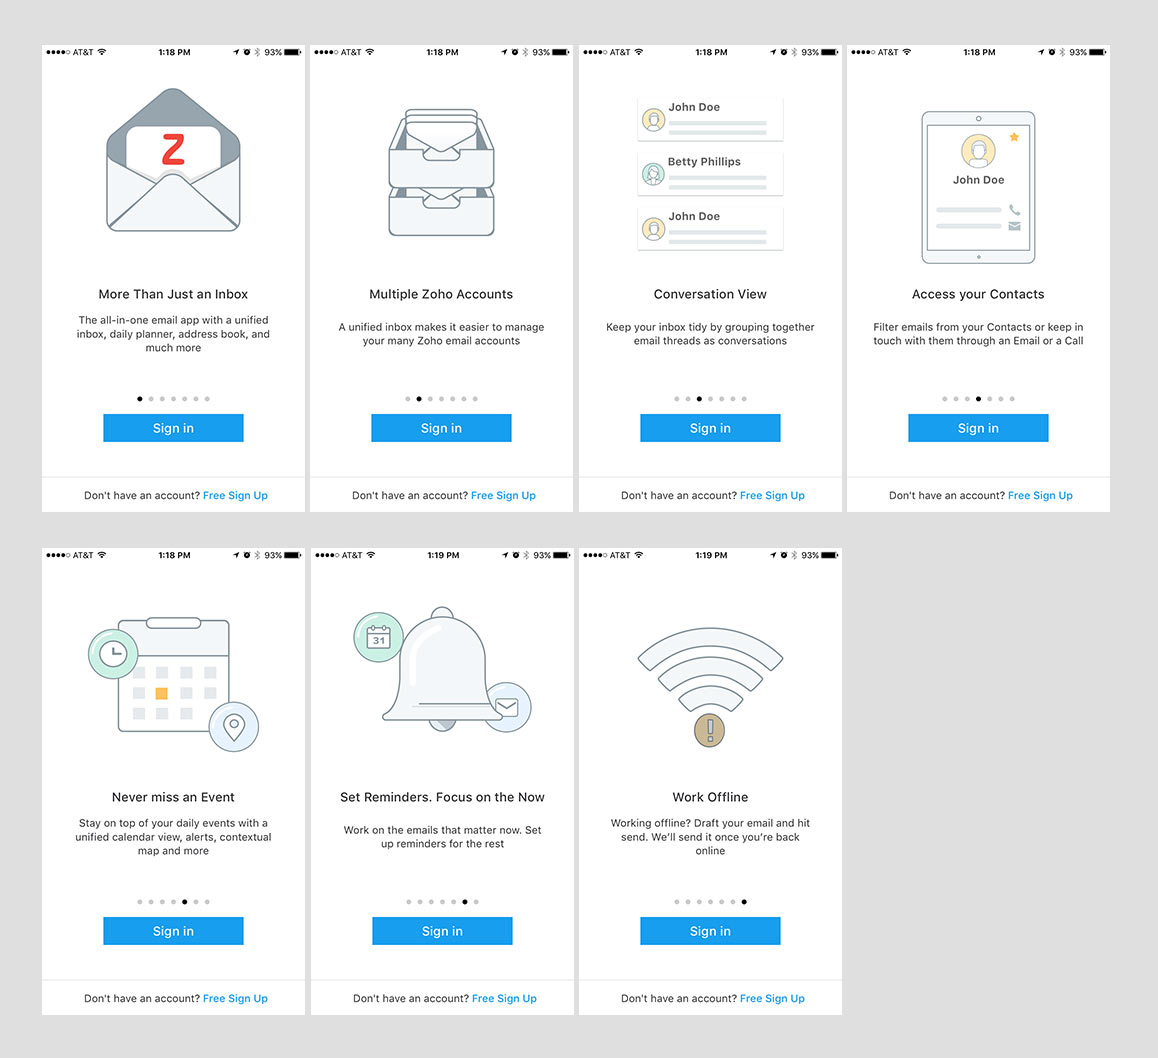 AT&T 1:18 PM 93%
Z
More Than Just an Inbox
The all-in-one email app with a unified
inbox, daily planner, address book, and
much more
Sign in
Don't have an account? Free Sign Up
AT&T 1:18 PM 93%
Multiple Zoho Accounts
A unified inbox makes it easier to manage
your many Zoho email accounts
Sign in
Don't have an account? Free Sign Up
AT&T 1:18 PM 93%
John Doe
Betty Phillips
John Doe
Conversation View
Keep your inbox tidy by grouping together
email threads as conversations
Sign in
Don't have an account? Free Sign Up
AT&T 1:18 PM 93%
John Doe
Access your Contacts
Filter emails from your Contacts or keep in
touch with them through an Email or a Call
Sign in
Don't have an account? Free Sign Up
AT&T 1:18 PM 93%
Never miss an Event
Stay on top of your daily events with a
unified calendar view, alerts, contextual
map and more
Sign in
Don't have an account? Free Sign Up
AT&T 1:19 PM 93%
31
Set Reminders. Focus on the Now
Work on the emails that matter now. Set
up reminders for the rest
Sign in
Don't have an account? Free Sign Up
AT&T 1:19 PM 93%
!
Work Offline
Working offline? Draft your email and hit
send. We'll send it once you're back
online
Sign in
Don't have an account? Free Sign Up